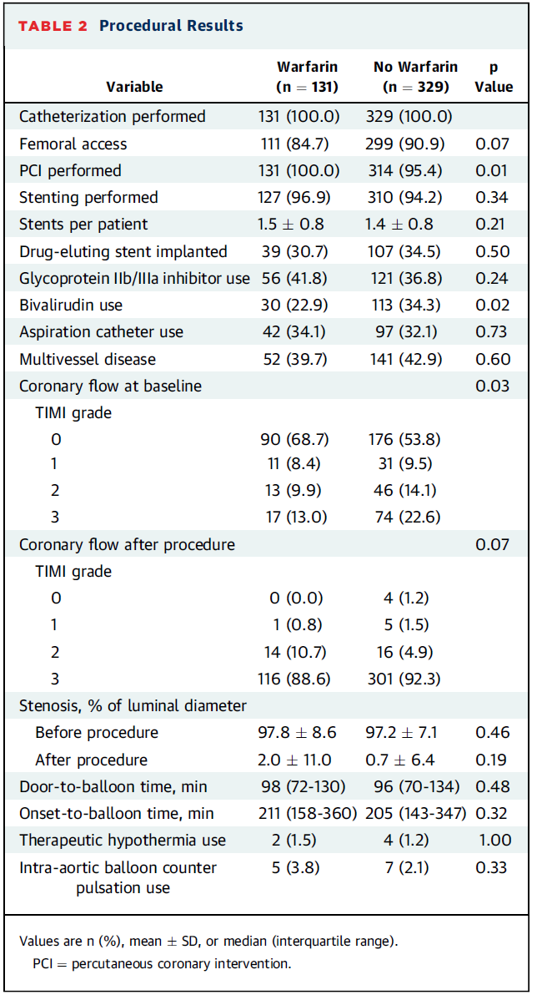 TABLE 2 Procedural Results
Variable Warfarin (n = 131) No Warfarin (n = 329) p Value
Catheterization performed 131 (100.0) 329 (100.0)
Femoral access 111 (84.7) 299 (90.9) 0.07
PCI performed 131 (100.0) 314 (95.4) 0.01
Stenting performed 127 (96.9) 310 (94.2) 0.34
Stents per patient 1.5 ± 0.8 1.4 ± 0.8 0.21
Drug-eluting stent implanted 39 (30.7) 107 (34.5) 0.50
Glycoprotein IIb/IIIa inhibitor use 56 (41.8) 121 (36.8) 0.24
Bivalirudin use 30 (22.9) 113 (34.3) 0.02
Aspiration catheter use 42 (34.1) 97 (32.1) 0.73
Multivessel disease 52 (39.7) 141 (42.9) 0.60
Coronary flow at baseline 0.03
TIMI grade
0 90 (68.7) 176 (53.8)
1 11 (8.4) 31 (9.5)
2 13 (9.9) 46 (14.1)
3 17 (13.0) 74 (22.6)
Coronary flow after procedure 0.07
TIMI grade
0 0 (0.0) 4 (1.2)
1 1 (0.8) 5 (1.5)
2 14 (10.7) 16 (4.9)
3 116 (88.6) 301 (92.3)
Stenosis, % of luminal diameter
Before procedure 97.8 ± 8.6 97.2 ± 7.1 0.46
After procedure 2.0 ± 11.0 0.7 ± 6.4 0.19
Door-to-balloon time, min 98 (72-130) 96 (70-134) 0.48
Onset-to-balloon time, min 211 (158-360) 205 (143-347) 0.32
Therapeutic hypothermia use 2 (1.5) 4 (1.2) 1.00
Intra-aortic balloon counter 5 (3.8) 7 (2.1) 0.33
pulsation use
Values are n (%), mean ± SD, or median (interquartile range).
PCI = percutaneous coronary intervention.